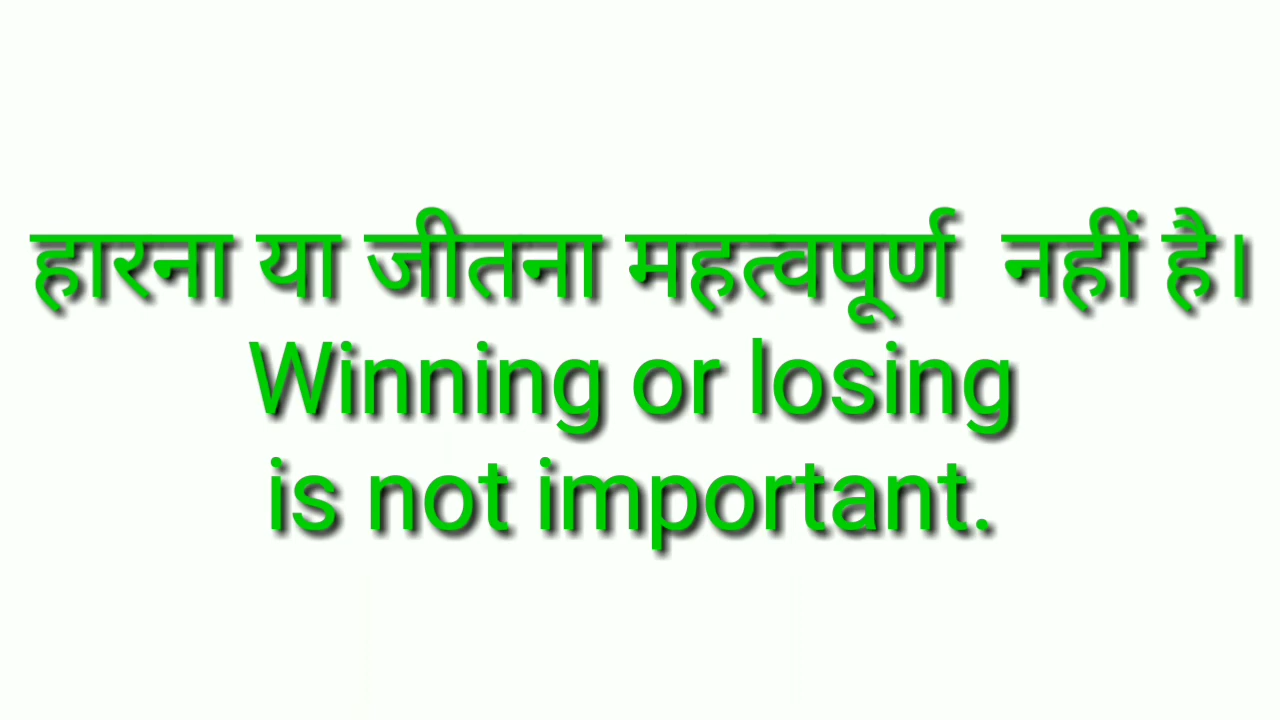 हारना या जीतना महत्वपूर्ण  नहीं है।
Winning or losing
is not important.